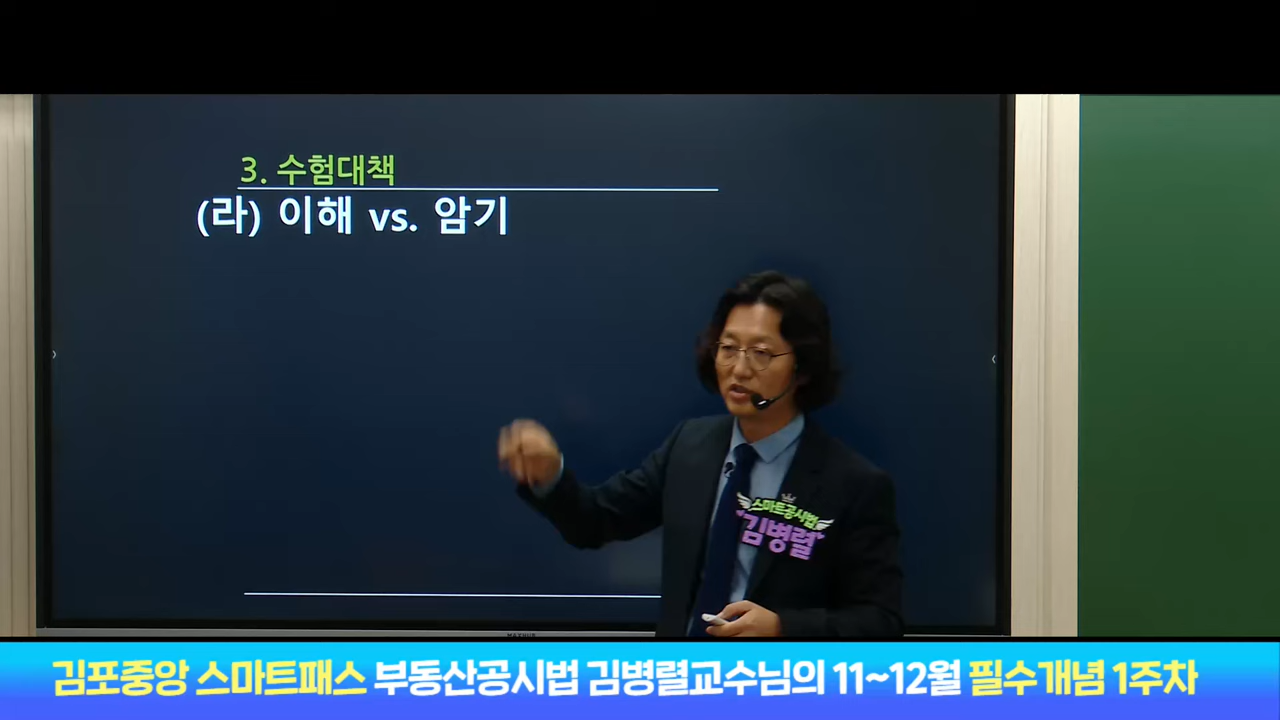 3. 수험대책
(라) 이해 vs. 암기
스마트공시법
김병렬
김포중앙 스마트패스 부동산공시법 김병렬교수님의 11~12월 필수개념 1주차